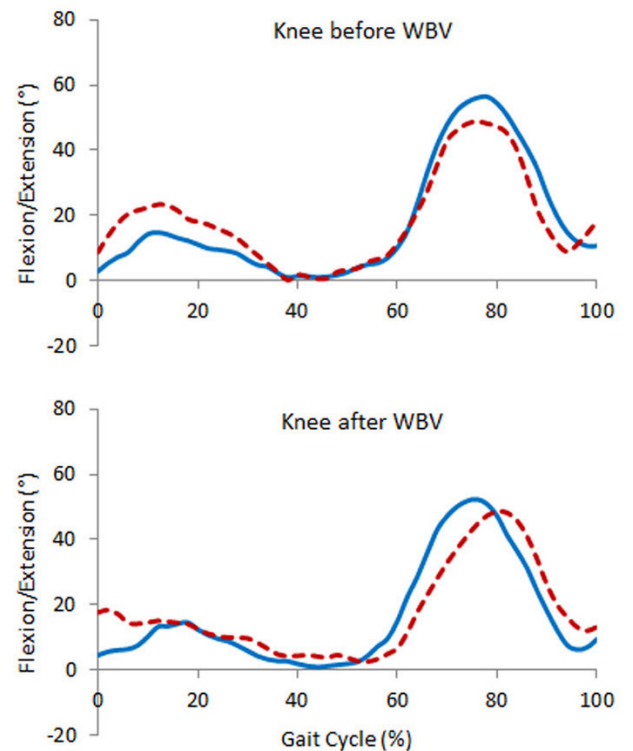 Knee before WBV
Flexion/Extension (°)
80
60
40
20
0
-20
0 20 40 60 80 100
Knee after WBV
Flexion/Extension (°)
80
60
40
20
0
-20
0 20 40 60 80 100
Gait Cycle (%)